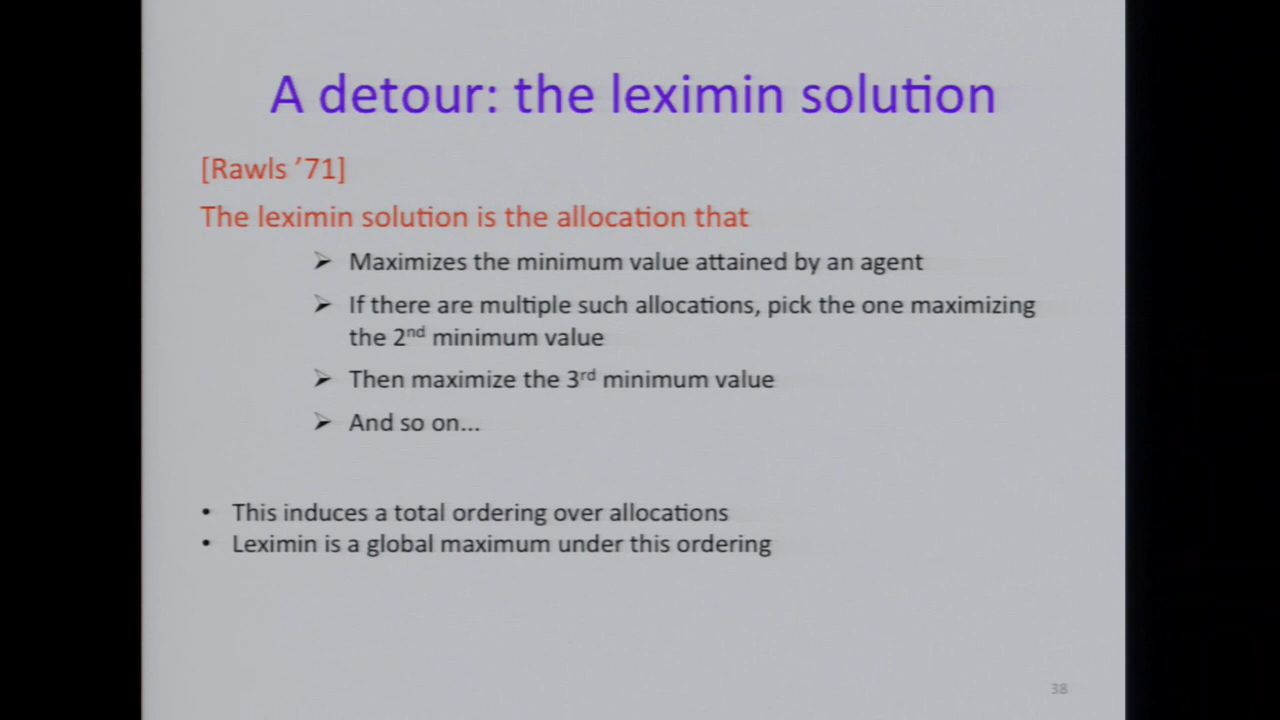 A detour: the leximin solution
[Rawls ’71]
The leximin solution is the allocation that
➢ Maximizes the minimum value attained by an agent
➢ If there are multiple such allocations, pick the one maximizing
the 2nd minimum value
➢ Then maximize the 3rd minimum value
➢ And so on...
• This induces a total ordering over allocations
• Leximin is a global maximum under this ordering
38